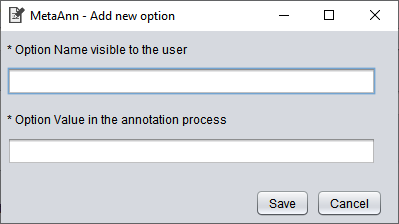 MetaAnn - Add new option
* Option Name visible to the user
* Option Value in the annotation process
Save Cancel